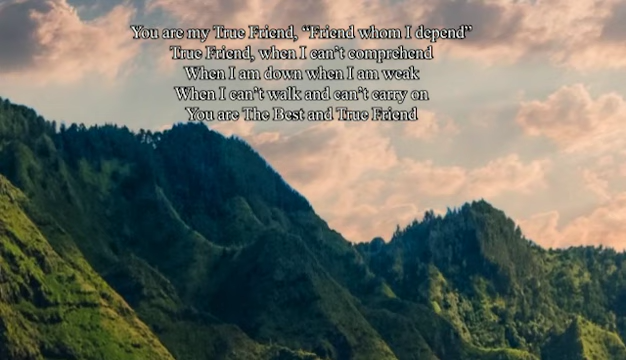 You are my True Friend, “Friend whom I depend”
True Friend, when I can’t comprehend
When I am down when I am weak
When I can’t walk and can’t carry on
You are The Best and True Friend